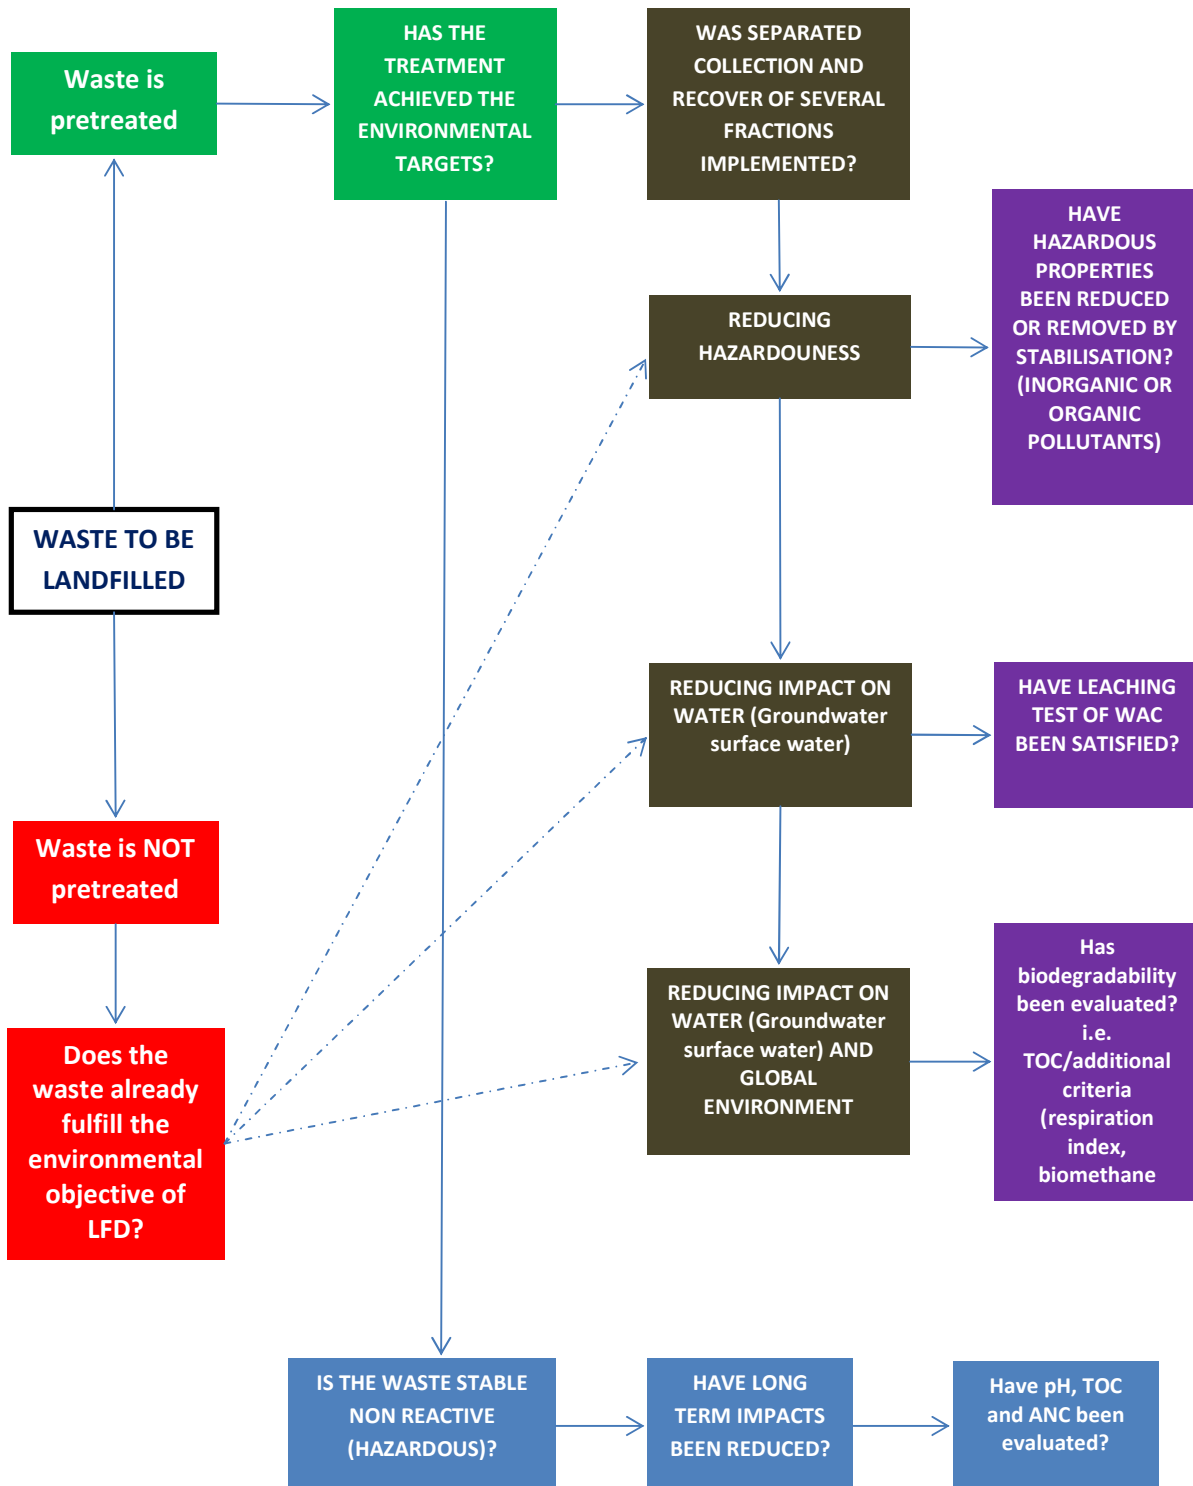 Waste is
pretreated
HAS THE
TREATMENT
ACHIEVED THE
ENVIRONMENTAL
TARGETS?
WAS SEPARATED
COLLECTION AND
RECOVER OF SEVERAL
FRACTIONS
IMPLEMENTED?
HAVE
HAZARDOUS
PROPERTIES
BEEN REDUCED
OR REMOVED BY
STABILISATION?
(INORGANIC OR
ORGANIC
POLLUTANTS)
REDUCING
HAZARDOUNESS
WASTE TO BE
LANDFILLED
REDUCING IMPACT ON
WATER (Groundwater
surface water)
HAVE LEACHING
TEST OF WAC
BEEN SATISFIED?
Waste is NOT
pretreated
Does the
waste already
fulfill the
environmental
objective of
LFD?
REDUCING IMPACT ON
WATER (Groundwater
surface water) AND
GLOBAL
ENVIRONMENT
Has
biodegradability
been evaluated?
i.e.
TOC/additional
criteria
(respiration
index,
biomethane
IS THE WASTE STABLE
NON REACTIVE
(HAZARDOUS)?
HAVE LONG
TERM IMPACTS
BEEN REDUCED?
Have pH, TOC
and ANC been
evaluated?